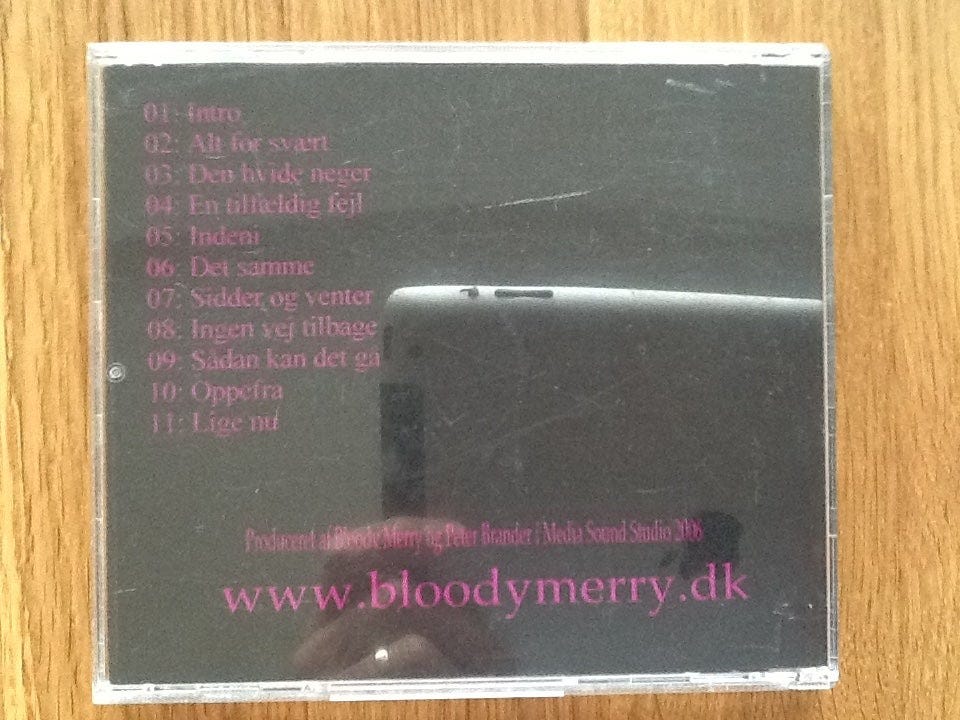 01: Intro
02: Alt for svært
03: Den hvide neger
04: En tilfældig fejl
05: Indeni
06: Det samme
07: Sidder og venter
08: Ingen vej tilbage
09: Sådan kan det gå
10: Oppefra
11: Lige nu
Produceret af Bloody Merry og Peter Brander i Media Sound Studio 2006
www.bloodymerry.dk